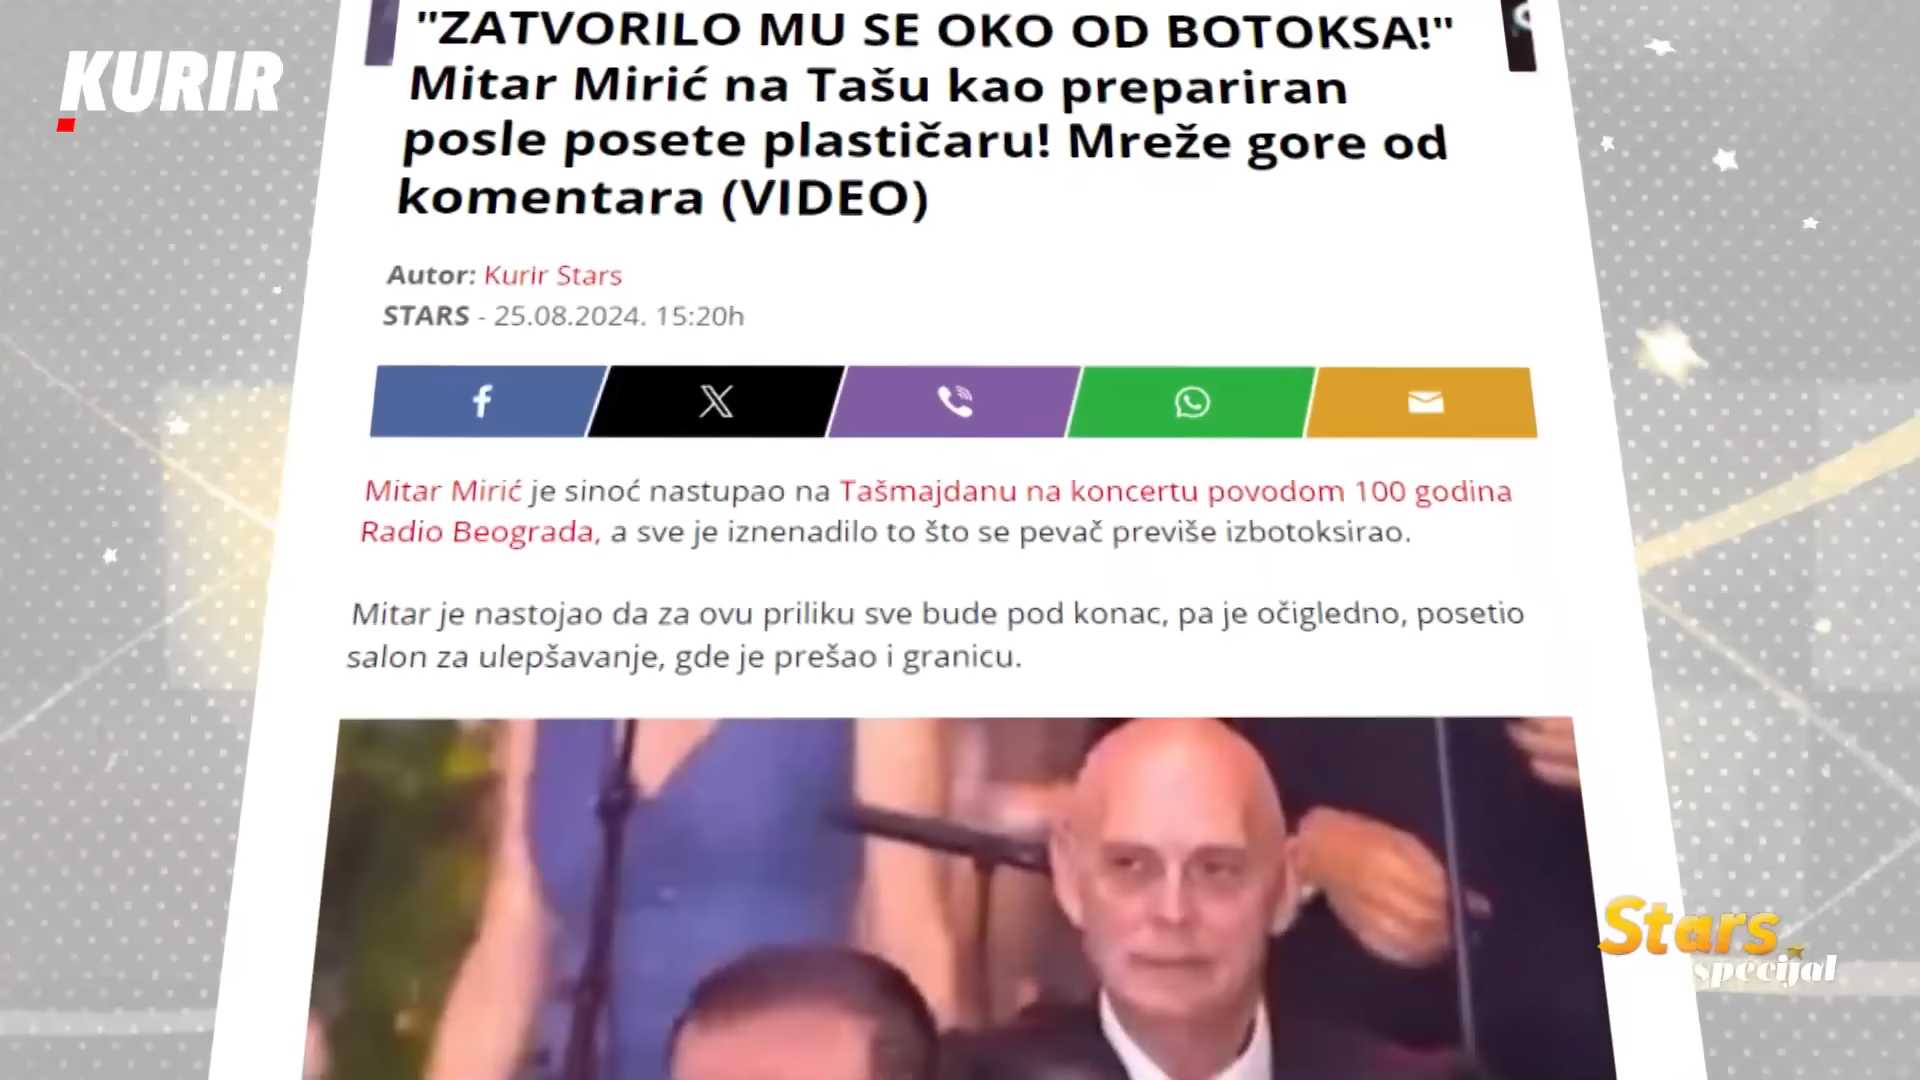 KURIR
"ZATVORILO MU SE OKO OD BOTOKSA!"
Mitar Mirić na Tašu kao prepariran
posle posete plastičaru! Mreže gore od
komentara (VIDEO)
Autor: Kurir Stars
STARS - 25.08.2024. 15:20h
Mitar Mirić je sinoć nastupao na Tašmajdanu na koncertu povodom 100 godina
Radio Beograda, a sve je iznenadilo to što se pevač previše izbotoksirao.
Mitar je nastojao da za ovu priliku sve bude pod konac, pa je očigledno, posetio
salon za ulepšavanje, gde je prešao i granicu.
Stars
specijal